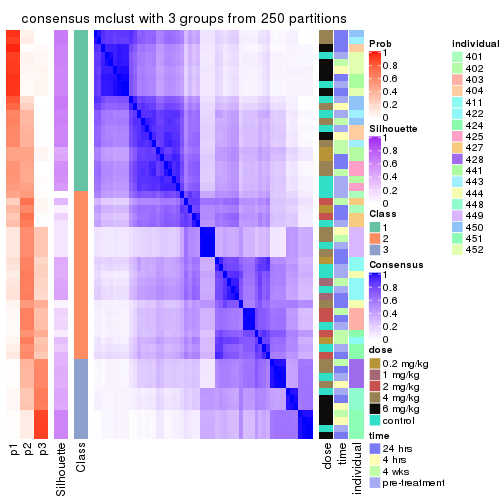 consensus mclust with 3 groups from 250 partitions
p1
p2
p3
Silhouette
Class
dose
time
individual
Prob
1
0.8
0.6
0.4
0.2
0
Silhouette
1
0.8
0.6
0.4
0.2
0
Class
1
2
3
Consensus
1
0.8
0.6
0.4
0.2
0
dose
0.2 mg/kg
1 mg/kg
2 mg/kg
4 mg/kg
6 mg/kg
control
time
24 hrs
4 hrs
4 wks
pre-treatment
individual
401
402
403
404
411
422
424
425
427
428
441
443
444
448
449
450
451
452